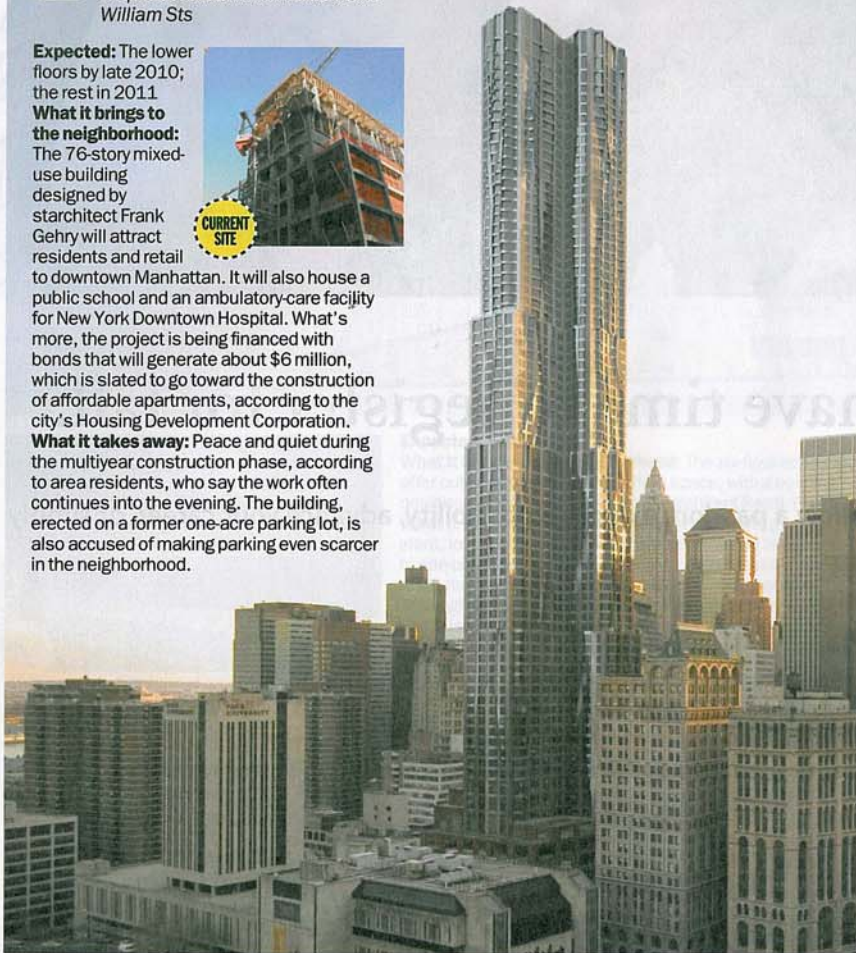 William Sts
Expected: The lower
floors by late 2010;
the rest in 2011
What it brings to
the neighborhood:
The 76-story mixed-
use building
designed by
starchitect Frank
Gehry will attract
residents and retail
to downtown Manhattan. It will also house a
public school and an ambulatory-care facility
for New York Downtown Hospital. What's
more, the project is being financed with
bonds that will generate about $6 million,
which is slated to go toward the construction
of affordable apartments, according to the
city's Housing Development Corporation.
What it takes away: Peace and quiet during
the multiyear construction phase, according
to area residents, who say the work often
continues into the evening. The building,
erected on a former one-acre parking lot, is
also accused of making parking even scarcer
in the neighborhood.
CURRENT
SITE